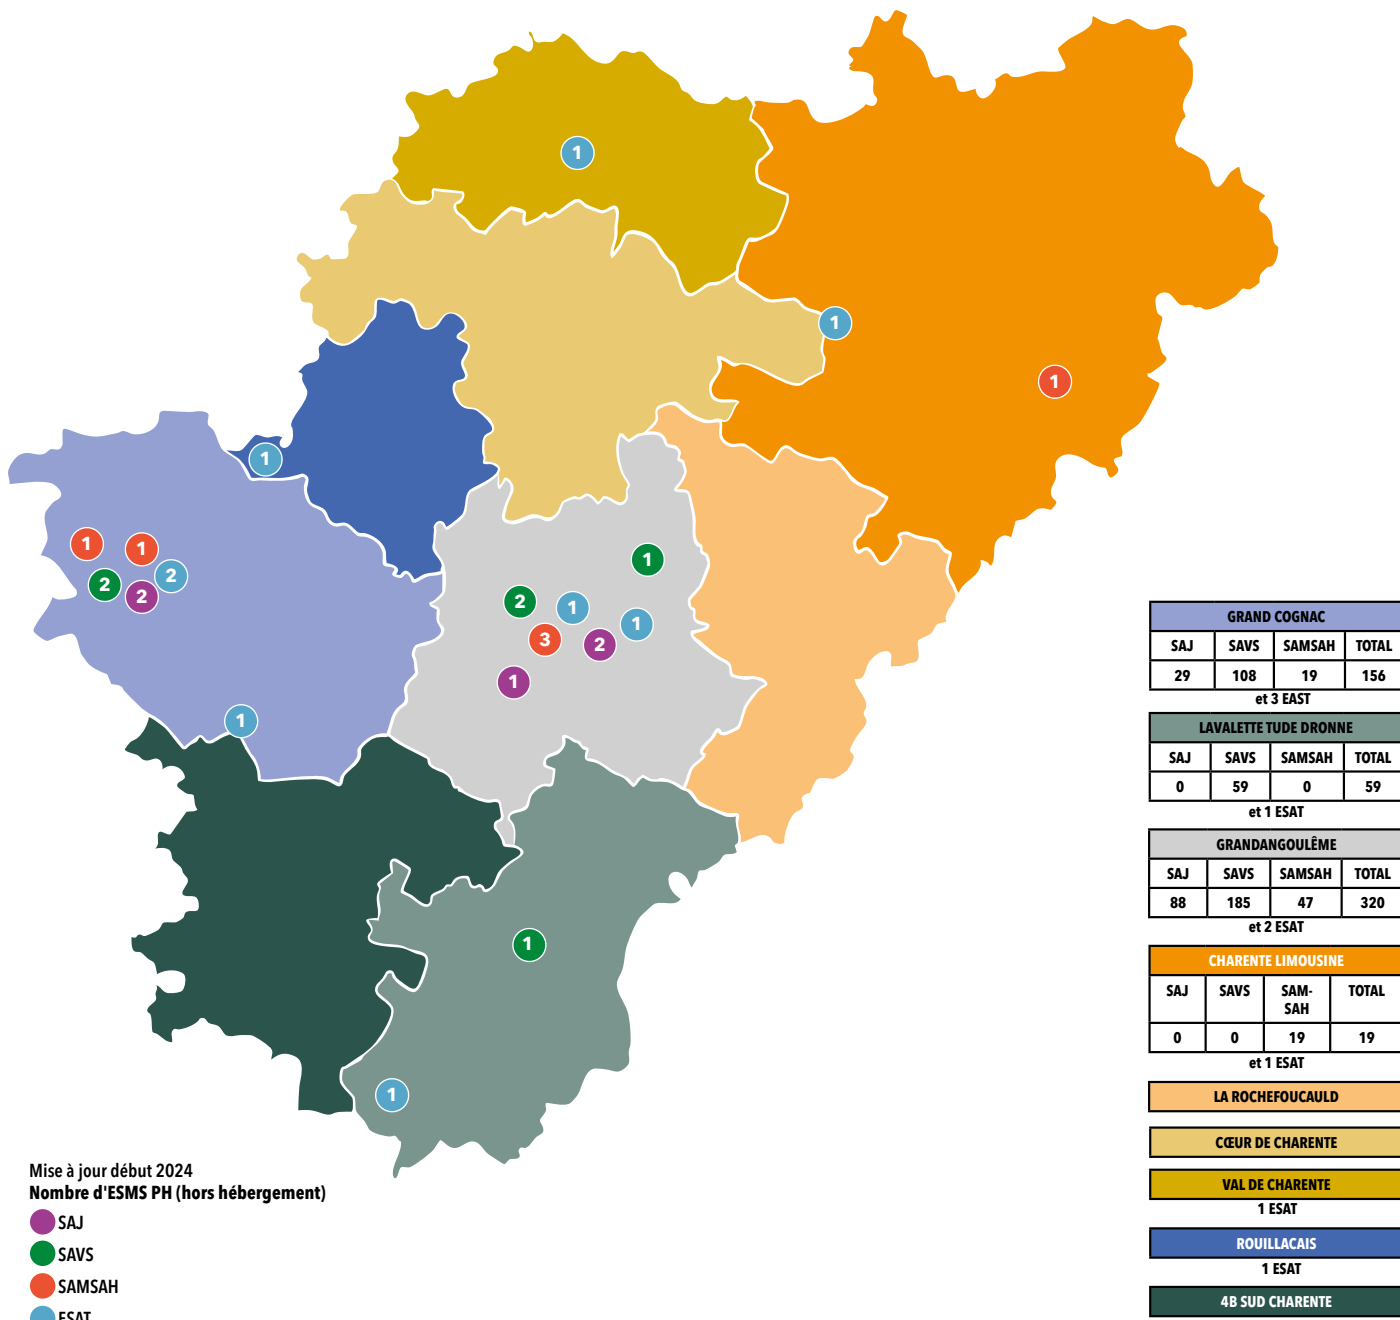 1
1
1
1
1
1
2
2
2
1
2
1
1
3
2
1
1
1
1
GRAND COGNAC
SAJ SAVS SAMSAH TOTAL
29 108 19 156
et 3 EAST
LAVALETTE TUDE DRONNE
SAJ SAVS SAMSAH TOTAL
0 59 0 59
et 1 ESAT
GRANDANGOULÊME
SAJ SAVS SAMSAH TOTAL
88 185 47 320
et 2 ESAT
CHARENTE LIMOUSINE
SAJ SAVS SAM-
SAH TOTAL
0 0 19 19
et 1 ESAT
LA ROCHEFOUCAULD
CŒUR DE CHARENTE
VAL DE CHARENTE
1 ESAT
ROUILLACAIS
1 ESAT
4B SUD CHARENTE
Mise à jour début 2024
Nombre d'ESMS PH (hors hébergement)
SAJ
SAVS
SAMSAH
ESAT